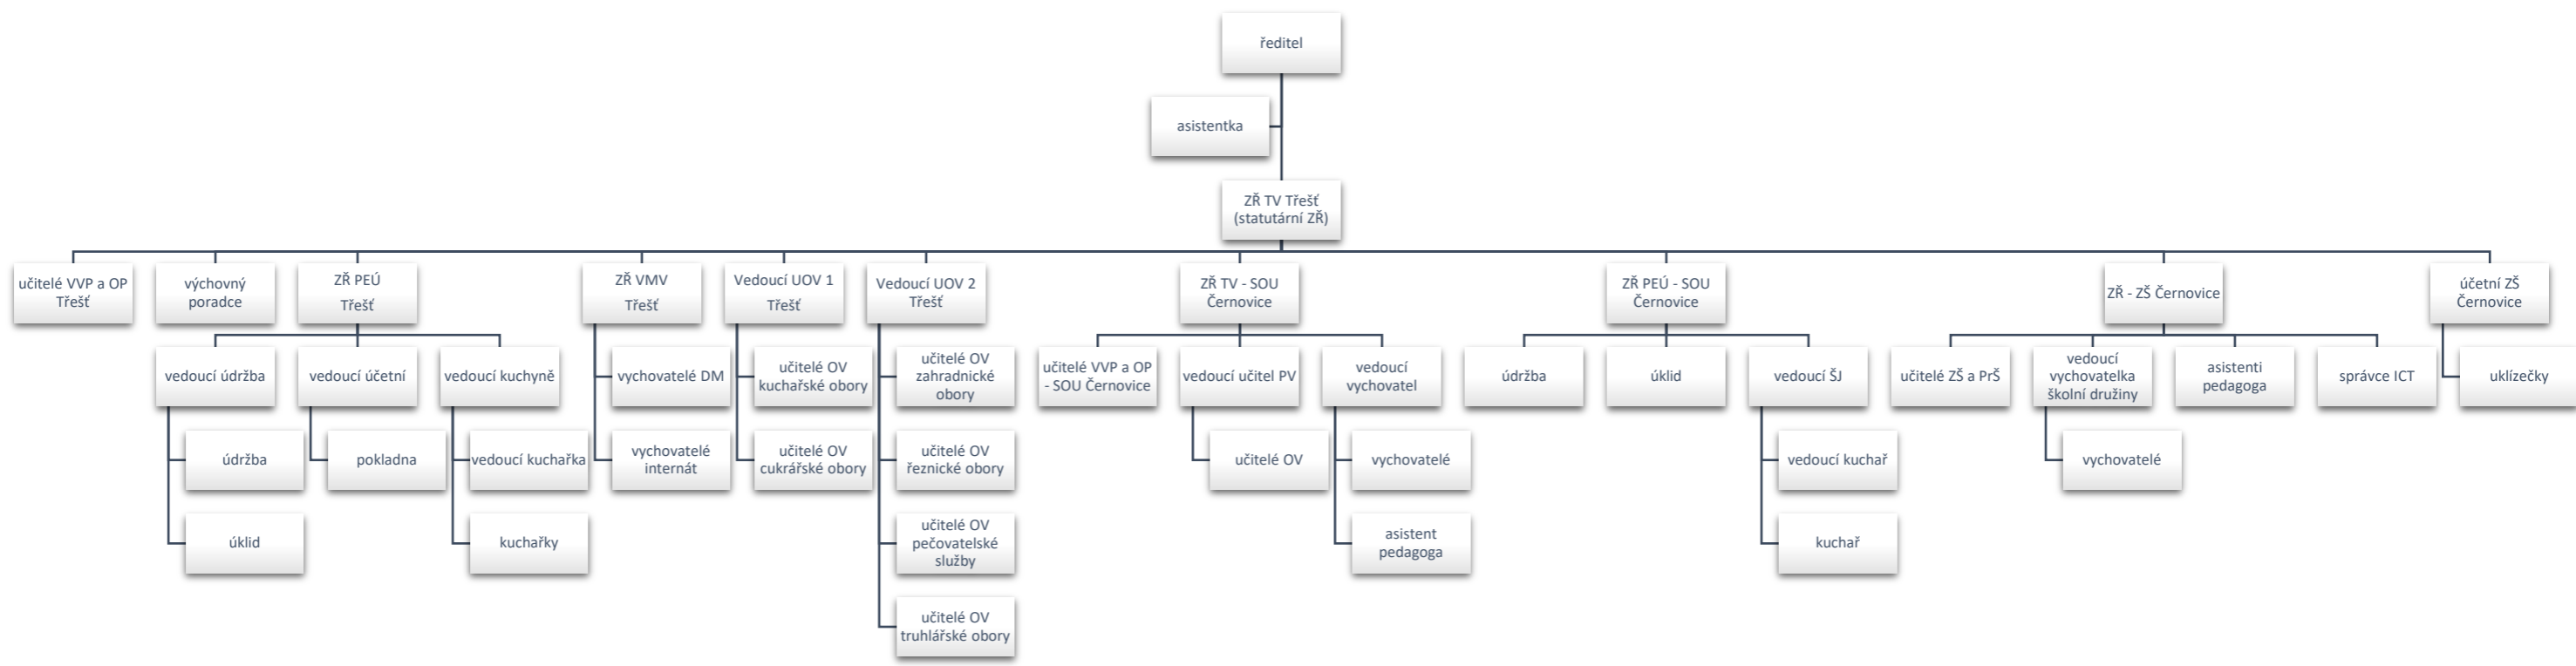 ředitel
asistentka
ZŘ TV Třešť
(statutární ZŘ)
učitelé VVP a OP
Třešť
výchovný
poradce
ZŘ PEÚ
Třešť
ZŘ VMV
Třešť
Vedoucí UOV 1
Třešť
Vedoucí UOV 2
Třešť
ZŘ TV - SOU
Černovice
ZŘ PEÚ - SOU
Černovice
ZŘ - ZŠ Černovice
účetní ZŠ
Černovice
vedoucí údržba
vedoucí účetní
vedoucí kuchyně
vychovatelé DM
učitelé OV
kuchařské obory
učitelé OV
zahradnické
obory
učitelé VVP a OP
- SOU Černovice
vedoucí učitel PV
vedoucí
vychovatel
údržba
úklid
vedoucí ŠJ
učitelé ZŠ a PrŠ
vedoucí
vychovatelka
školní družiny
asistenti
pedagoga
správce ICT
uklízečky
údržba
pokladna
vedoucí kuchařka
vychovatelé
internát
učitelé OV
cukrářské obory
učitelé OV
řeznické obory
učitelé OV
vychovatelé
vedoucí kuchař
vychovatelé
úklid
kuchařky
učitelé OV
pečovatelské
služby
asistent
pedagoga
kuchař
učitelé OV
truhlářské obory